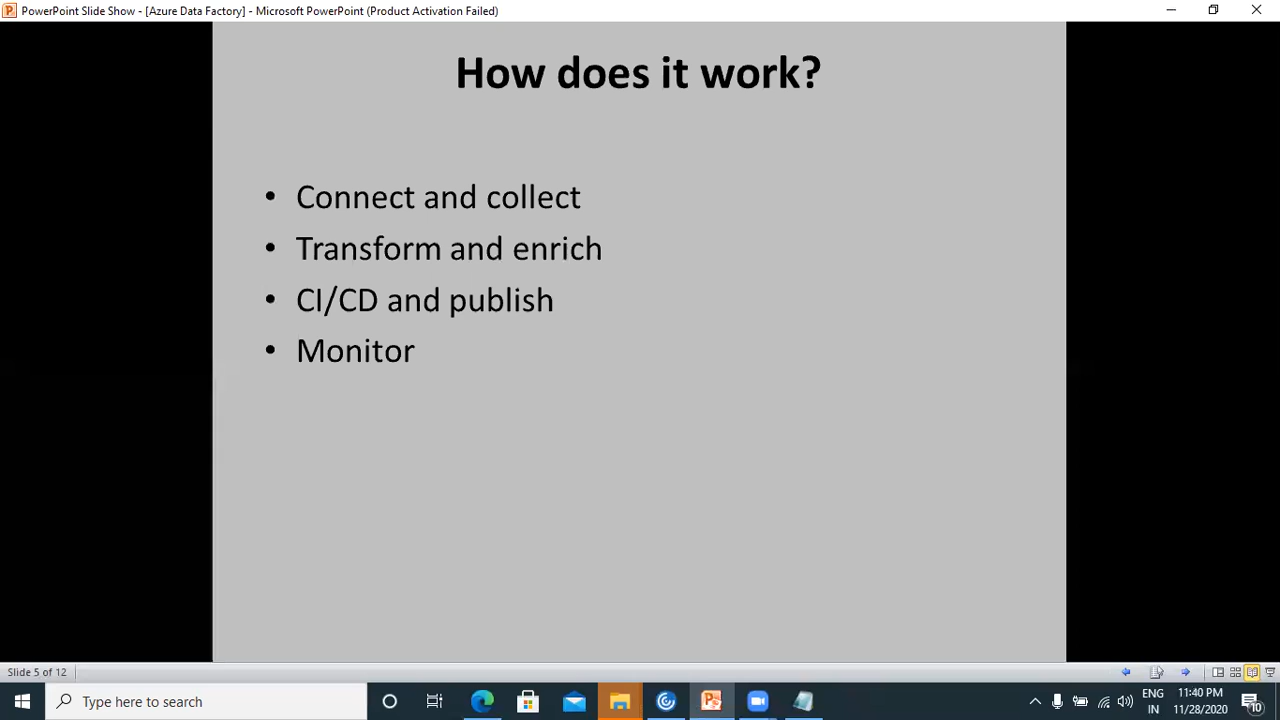 PowerPoint Slide Show - [Azure Data Factory] - Microsoft PowerPoint (Product Activation Failed)
How does it work?
• Connect and collect
• Transform and enrich
• CI/CD and publish
• Monitor
Slide 5 of 12
Type here to search
ENG
IN
11:40 PM
11/28/2020
10